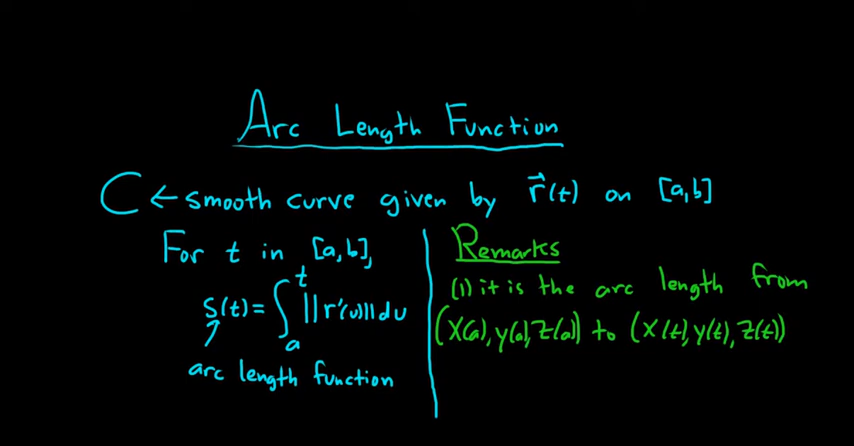 Arc Length Function
C ← smooth curve given by r⃗(t) on [a,b]
For t in [a,b],
s(t) = ∫ₐᵗ ||r'(u)|| du
arc length function
Remarks
(1) it is the arc length from
(x(a), y(a), z(a)) to (x(t), y(t), z(t))